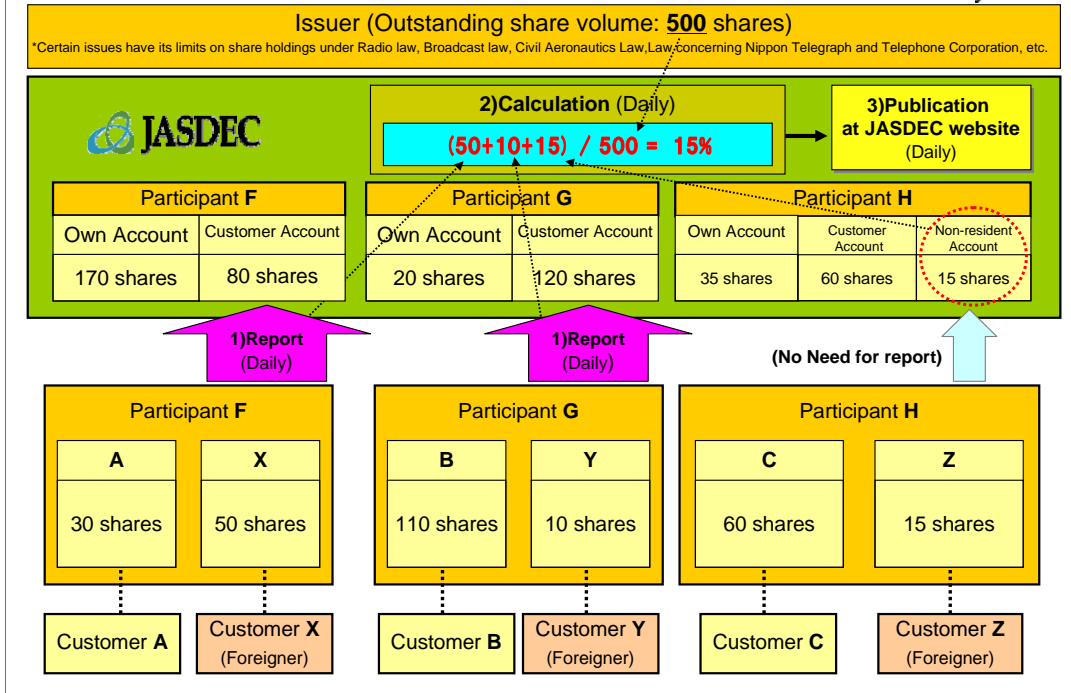 Issuer (Outstanding share volume: 500 shares)
*Certain issues have its limits on share holdings under Radio law, Broadcast law, Civil Aeronautics Law,Law concerning Nippon Telegraph and Telephone Corporation, etc.
JASDEC
2)Calculation (Daily)
(50+10+15) / 500 = 15%
3)Publication
at JASDEC website
(Daily)
Participant F
Own Account
Customer Account
170 shares
80 shares
Participant G
Own Account
Customer Account
20 shares
120 shares
Participant H
Own Account
Customer
Account
Non-resident
Account
35 shares
60 shares
15 shares
1)Report
(Daily)
1)Report
(Daily)
(No Need for report)
Participant F
A
X
30 shares
50 shares
Participant G
B
Y
110 shares
10 shares
Participant H
C
Z
60 shares
15 shares
Customer A
Customer X
(Foreigner)
Customer B
Customer Y
(Foreigner)
Customer C
Customer Z
(Foreigner)